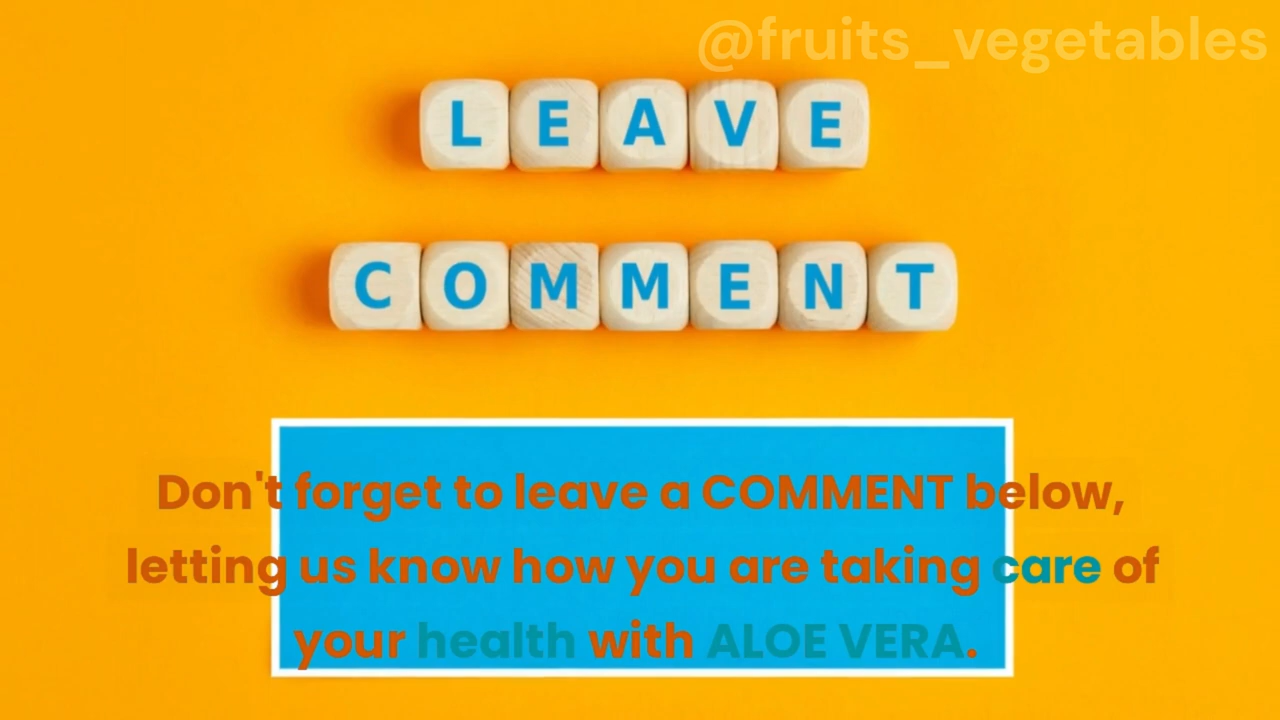 @fruits_vegetables
LEAVE
COMMENT
Don't forget to leave a COMMENT below,
letting us know how you are taking care of
your health with ALOE VERA.